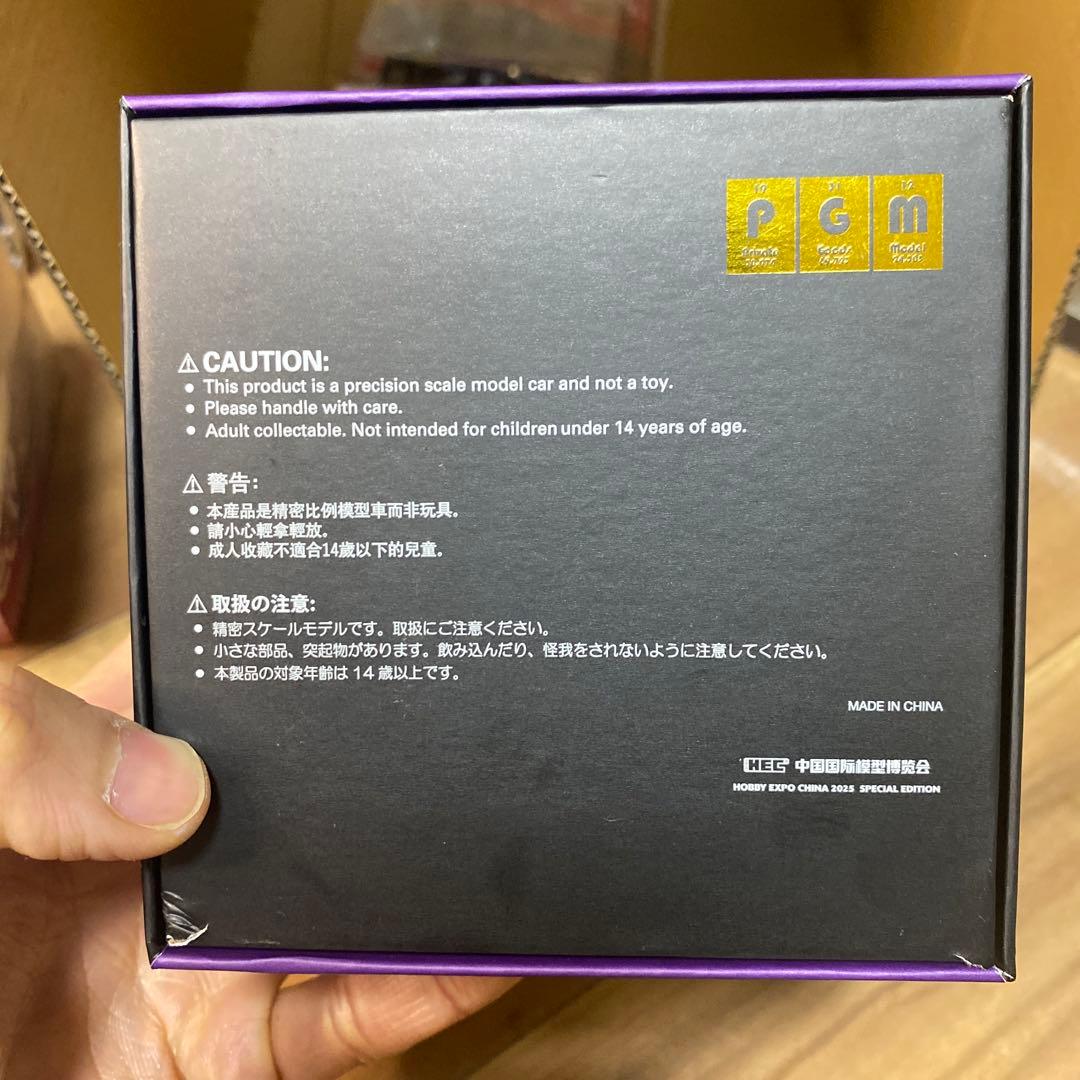 P G M
Goods
Model
⚠ CAUTION:
• This product is a precision scale model car and not a toy.
• Please handle with care.
• Adult collectable. Not intended for children under 14 years of age.
⚠ 警告:
• 本産品是精密比例模型車而非玩具。
• 請小心輕拿輕放。
• 成人收藏不適合14歳以下的兒童。
⚠ 取扱の注意:
• 精密スケールモデルです。取扱にご注意ください。
• 小さな部品、突起物があります。飲み込んだり、怪我をされないように注意してください。
• 本製品の対象年齢は 14 歳以上です。
MADE IN CHINA
HEC 中国国际模型博览会
HOBBY EXPO CHINA 2025 SPECIAL EDITION